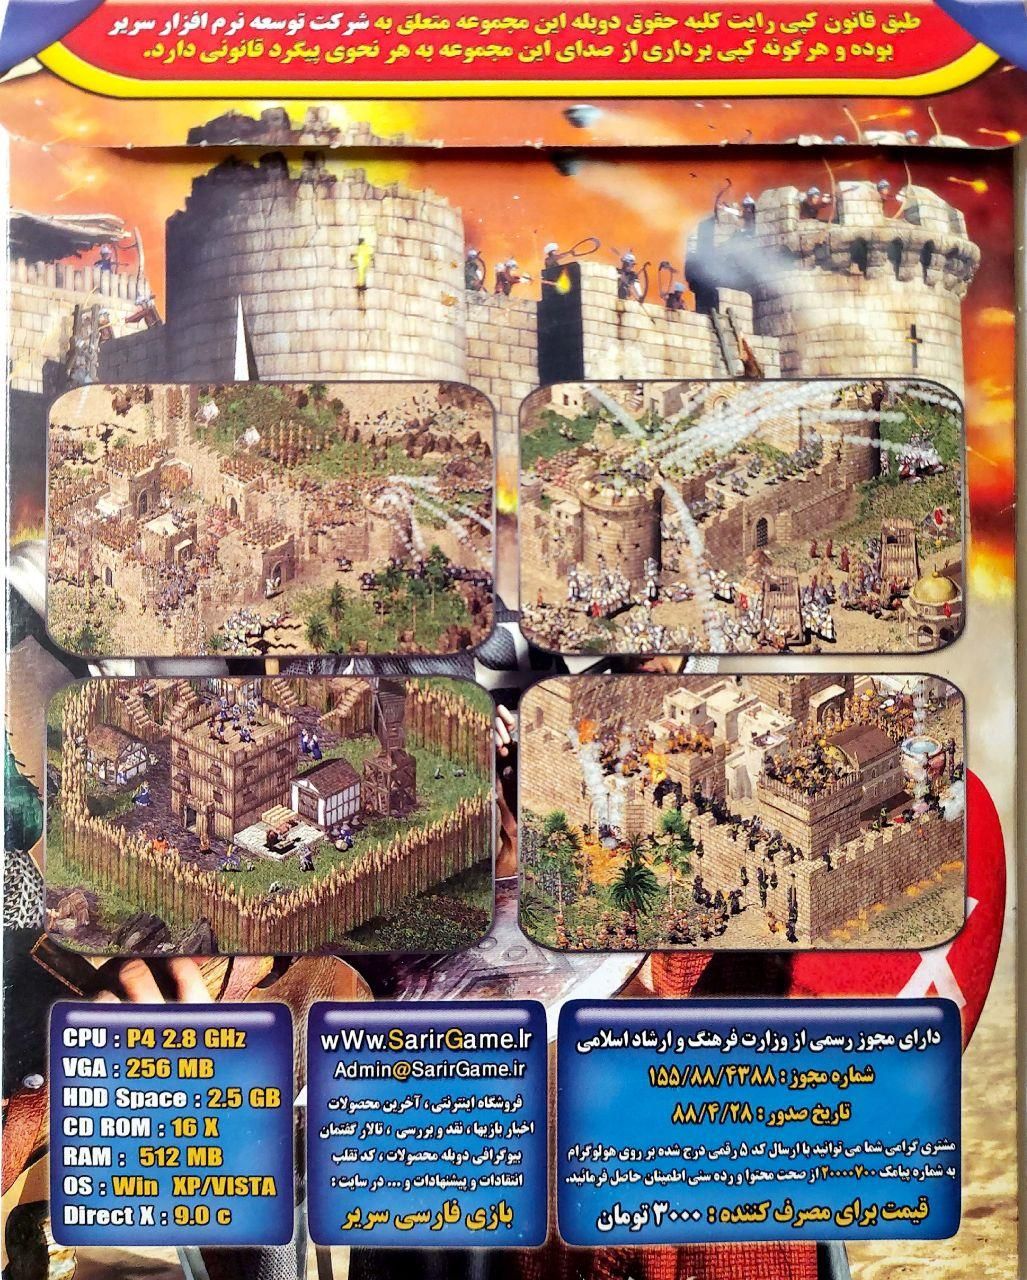 طبق قانون کپی رایت کلیه حقوق دوبله این مجموعه متعلق به شرکت توسعه نرم افزار سریر
بوده و هرگونه کپی برداری از صدای این مجموعه به هر نحوی پیگرد قانونی دارد.
CPU : P4 2.8 GHz
VGA : 256 MB
HDD Space : 2.5 GB
CD ROM : 16 X
RAM : 512 MB
OS : Win XP/VISTA
Direct X : 9.0 c
wWw.SarirGame.Ir
Admin@SarirGame.ir
فروشگاه اینترنتی ، آخرین محصولات
اخبار بازیها ، نقد و بررسی ، تالار گفتمان
بیوگرافی دوبله محصولات ، کد تقلب
انتقادات و پیشنهادات و ... در سایت :
بازی فارسی سریر
دارای مجوز رسمی از وزارت فرهنگ و ارشاد اسلامی
شماره مجوز : ۱۵۵/۸۸/۴۳۸۸
تاریخ صدور : ۸۸/۴/۲۸
مشتری گرامی شما می توانید با ارسال کد ۵ رقمی درج شده بر روی هولوگرام
به شماره پیامک ۲۰۰۰۰۷۰۰ از صحت محتوا و رده سنی اطمینان حاصل فرمائید.
قیمت برای مصرف کننده : ۳۰۰۰ تومان